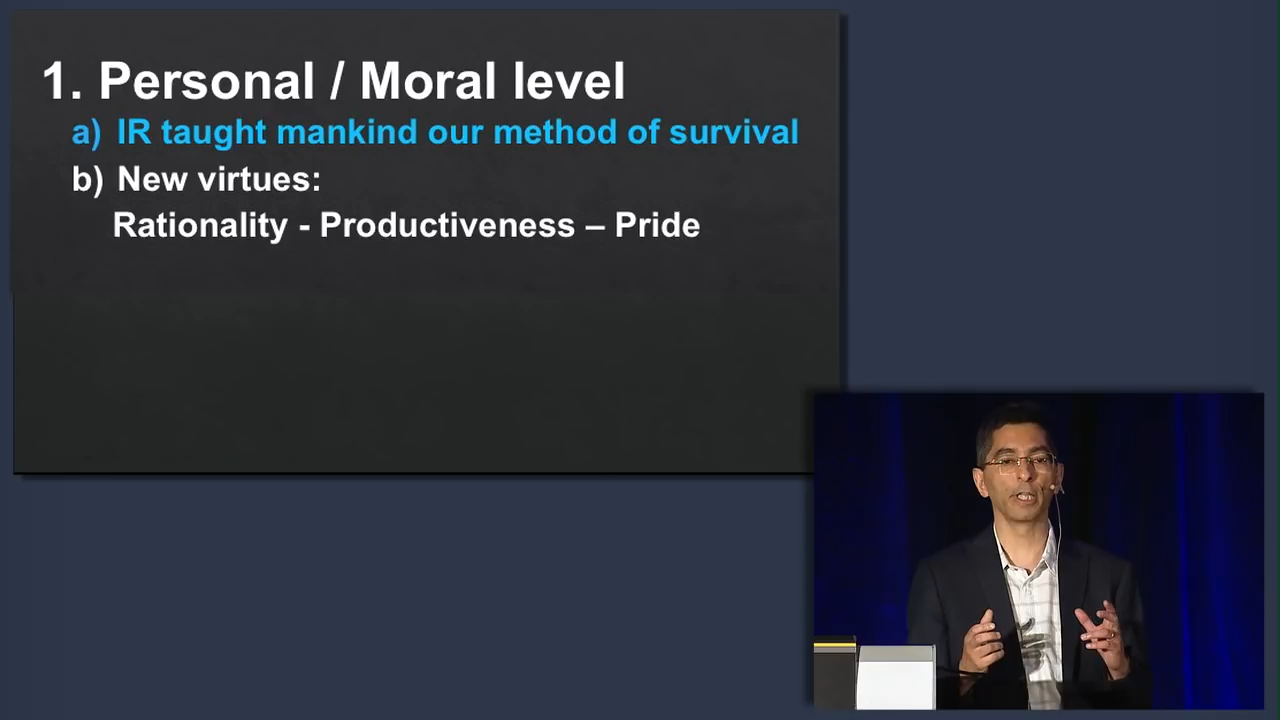 1. Personal / Moral level
a) IR taught mankind our method of survival
b) New virtues:
Rationality - Productiveness – Pride